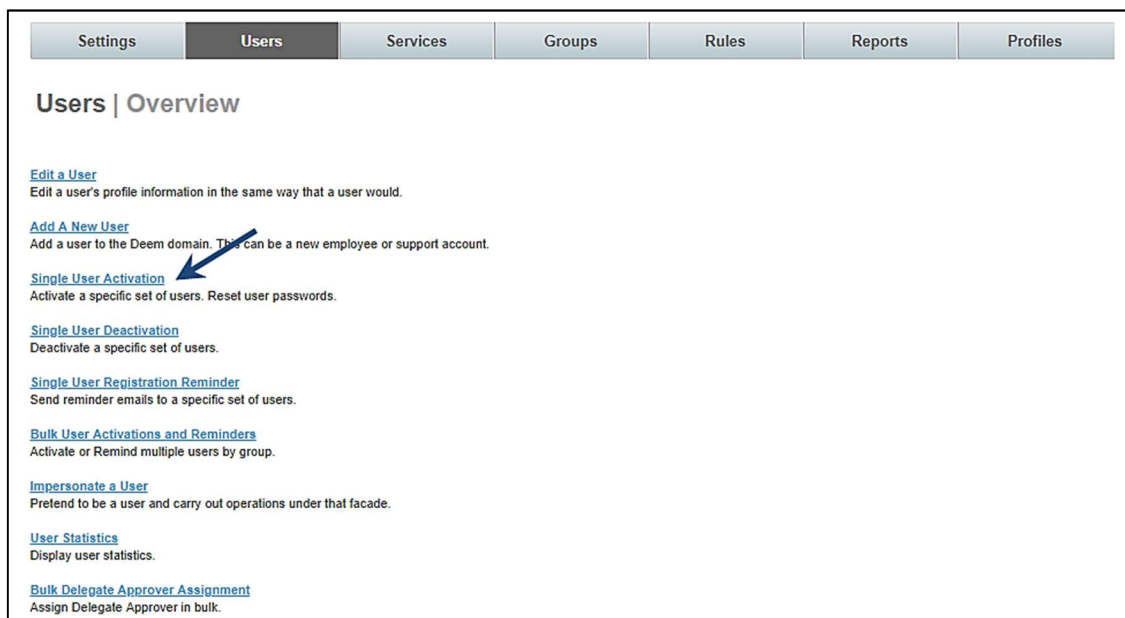 Settings Users Services Groups Rules Reports Profiles
Users | Overview
Edit a User
Edit a user's profile information in the same way that a user would.
Add A New User
Add a user to the Deem domain. This can be a new employee or support account.
Single User Activation
Activate a specific set of users. Reset user passwords.
Single User Deactivation
Deactivate a specific set of users.
Single User Registration Reminder
Send reminder emails to a specific set of users.
Bulk User Activations and Reminders
Activate or Remind multiple users by group.
Impersonate a User
Pretend to be a user and carry out operations under that facade.
User Statistics
Display user statistics.
Bulk Delegate Approver Assignment
Assign Delegate Approver in bulk.